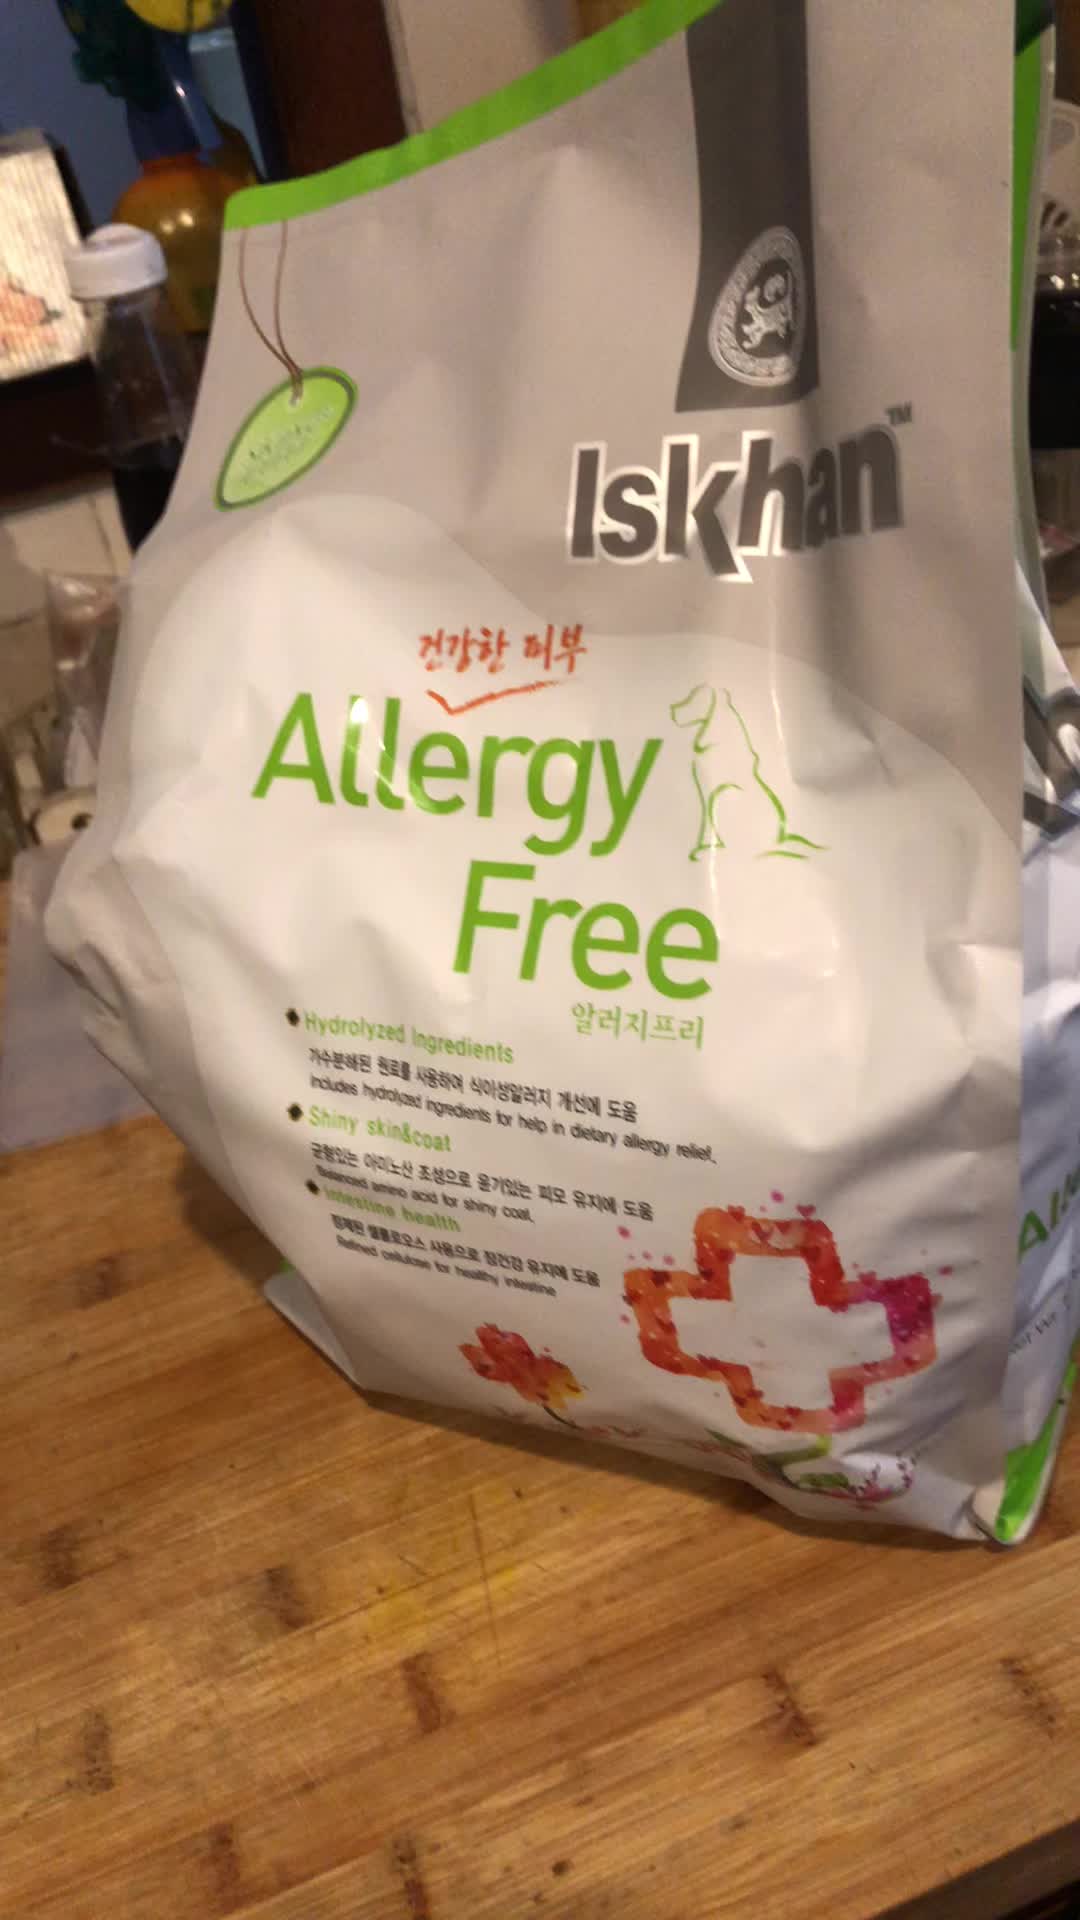 Iskhan™
건강한 피부
Allergy
Free
알러지프리
Hydrolyzed Ingredients
가수분해된 원료를 사용하여 식이성알러지 개선에 도움
includes hydrolyzed ingredients for help in dietary allergy relief.
Shiny skin&coat
균형있는 아미노산 조성으로 윤기있는 피모 유지에 도움
Balanced amino acid for shiny coat.
Intestine health
정제된 셀룰로오스 사용으로 장건강 유지에 도움
Refined cellulose for healthy intestine